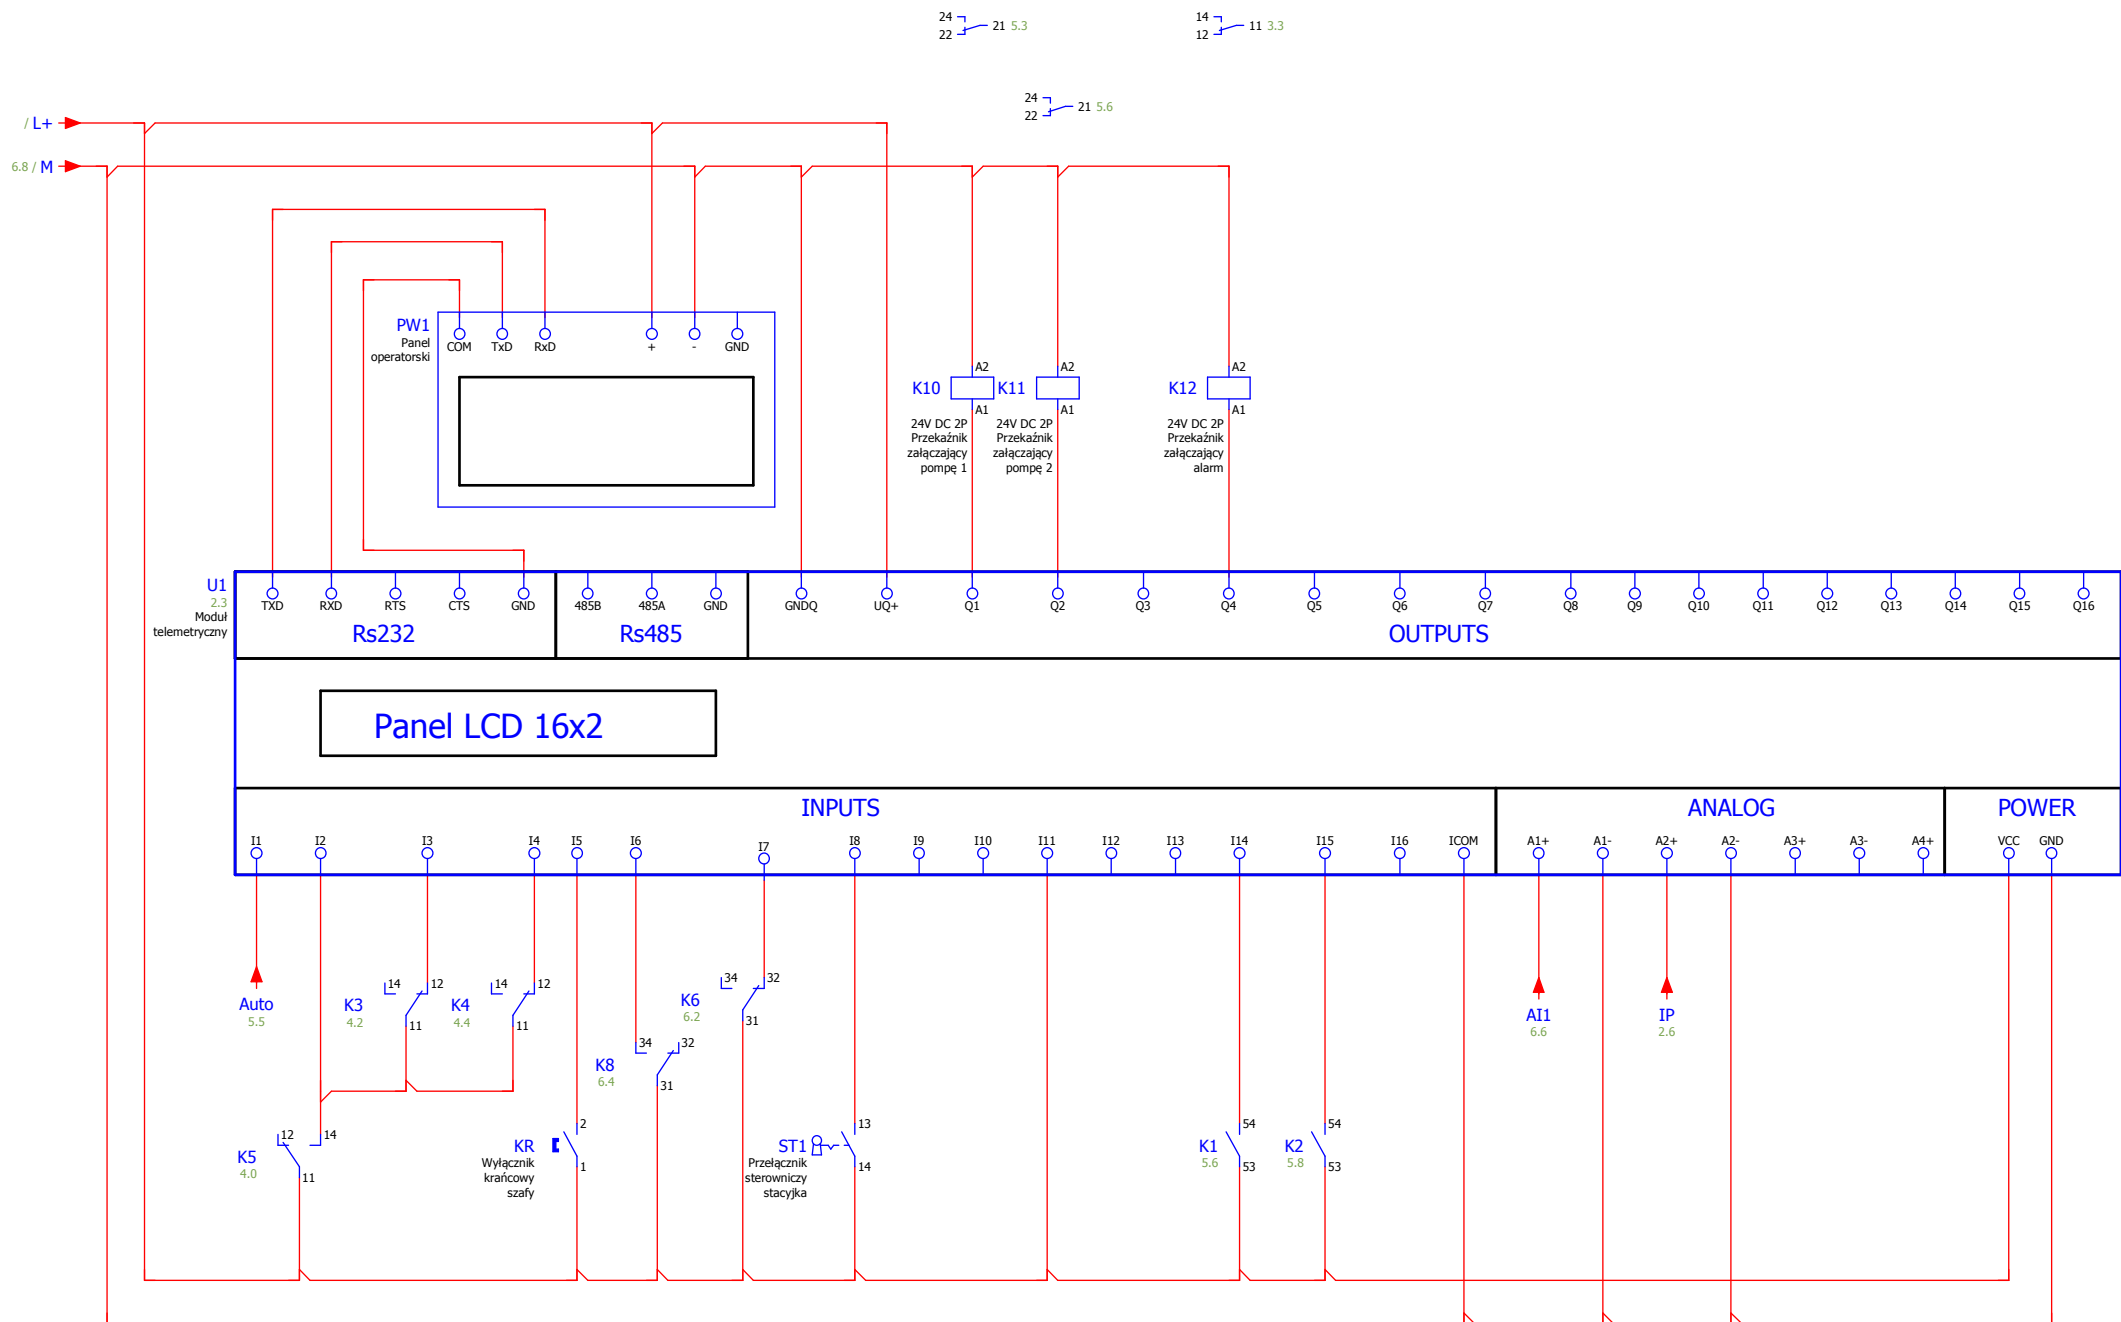 24
22
21 5.3
14
12
11 3.3
24
22
21 5.6
/ L+
6.8 / M
PW1
Panel
operatorski
COM TxD RxD + - GND
K10
A2
A1
24V DC 2P
Przekaźnik
załączający
pompę 1
K11
A2
A1
24V DC 2P
Przekaźnik
załączający
pompę 2
K12
A2
A1
24V DC 2P
Przekaźnik
załączający
alarm
U1
2.3
Moduł
telemetryczny
TXD RXD RTS CTS GND 485B 485A GND GNDQ UQ+ Q1 Q2 Q3 Q4 Q5 Q6 Q7 Q8 Q9 Q10 Q11 Q12 Q13 Q14 Q15 Q16
Rs232 Rs485 OUTPUTS
Panel LCD 16x2
INPUTS ANALOG POWER
I1 I2 I3 I4 I5 I6 I7 I8 I9 I10 I11 I12 I13 I14 I15 I16 ICOM A1+ A1- A2+ A2- A3+ A3- A4+ VCC GND
Auto
5.5
K3
4.2
14 12
11
K4
4.4
14 12
11
K6
6.2
34 32
31
AI1
6.6
IP
2.6
K8
6.4
34 32
31
K5
4.0
12 14
11
KR
Wyłącznik
krańcowy
szafy
2
1
ST1
Przełącznik
sterowniczy
stacyjka
13
14
K1
5.6
54
53
K2
5.8
54
53